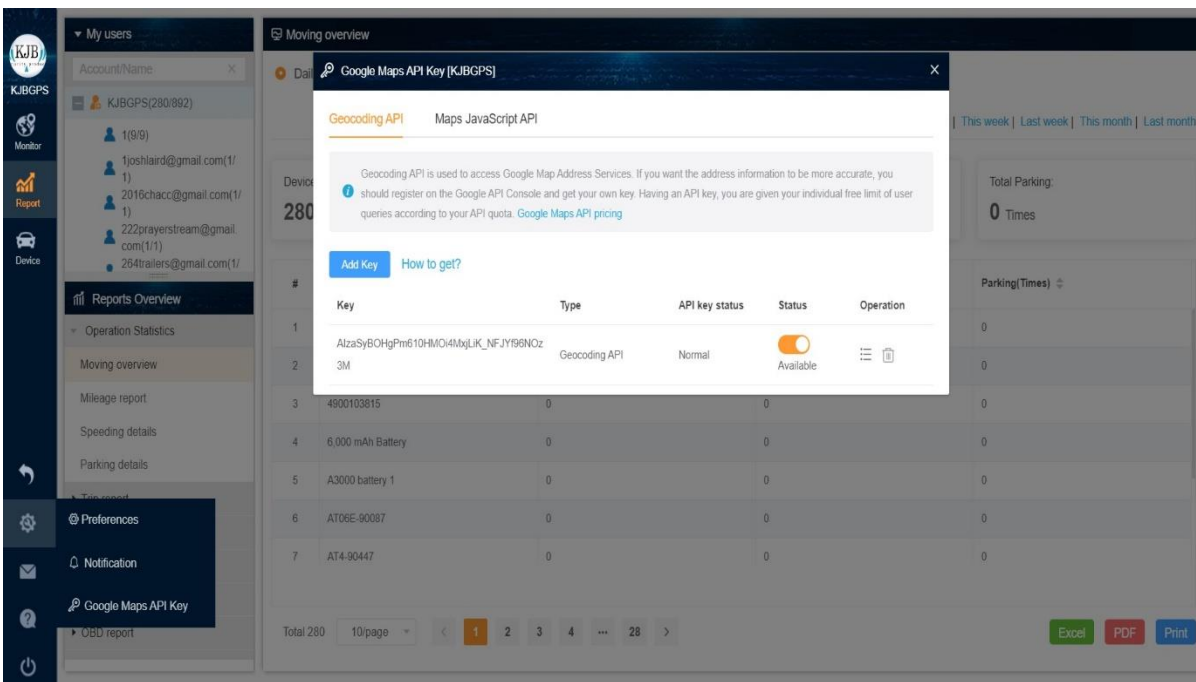 KJB
KJBGPS
Monitor
Report
Device
My users
Account/Name
KJBGPS(280/892)
1(9/9)
1joshlaird@gmail.com(1/
1)
2016chacc@gmail.com(1/
1)
222prayerstream@gmail.
com(1/1)
264trailers@gmail.com(1/
Reports Overview
Operation Statistics
Moving overview
Mileage report
Speeding details
Parking details
Trip report
Preferences
Notification
Google Maps API Key
OBD report
Moving overview
Dail
| This week | Last week | This month | Last month
Device
280
Total Parking:
0 Times
Google Maps API Key [KJBGPS]
X
Geocoding API Maps JavaScript API
Geocoding API is used to access Google Map Address Services. If you want the address information to be more accurate, you
should register on the Google API Console and get your own key. Having an API key, you are given your individual free limit of user
queries according to your API quota. Google Maps API pricing
Add Key How to get?
Key Type API key status Status Operation
AIzaSyBOHgPm610HMOi4MxjLiK_NFJYf96NOz
3M
Geocoding API Normal Available
# Parking(Times)
1 0
2 0
3 4900103815 0 0 0
4 6,000 mAh Battery 0 0 0
5 A3000 battery 1 0 0 0
6 AT06E-90087 0 0 0
7 AT4-90447 0 0 0
Total 280 10/page < 1 2 3 4 ••• 28 >
Excel PDF Print